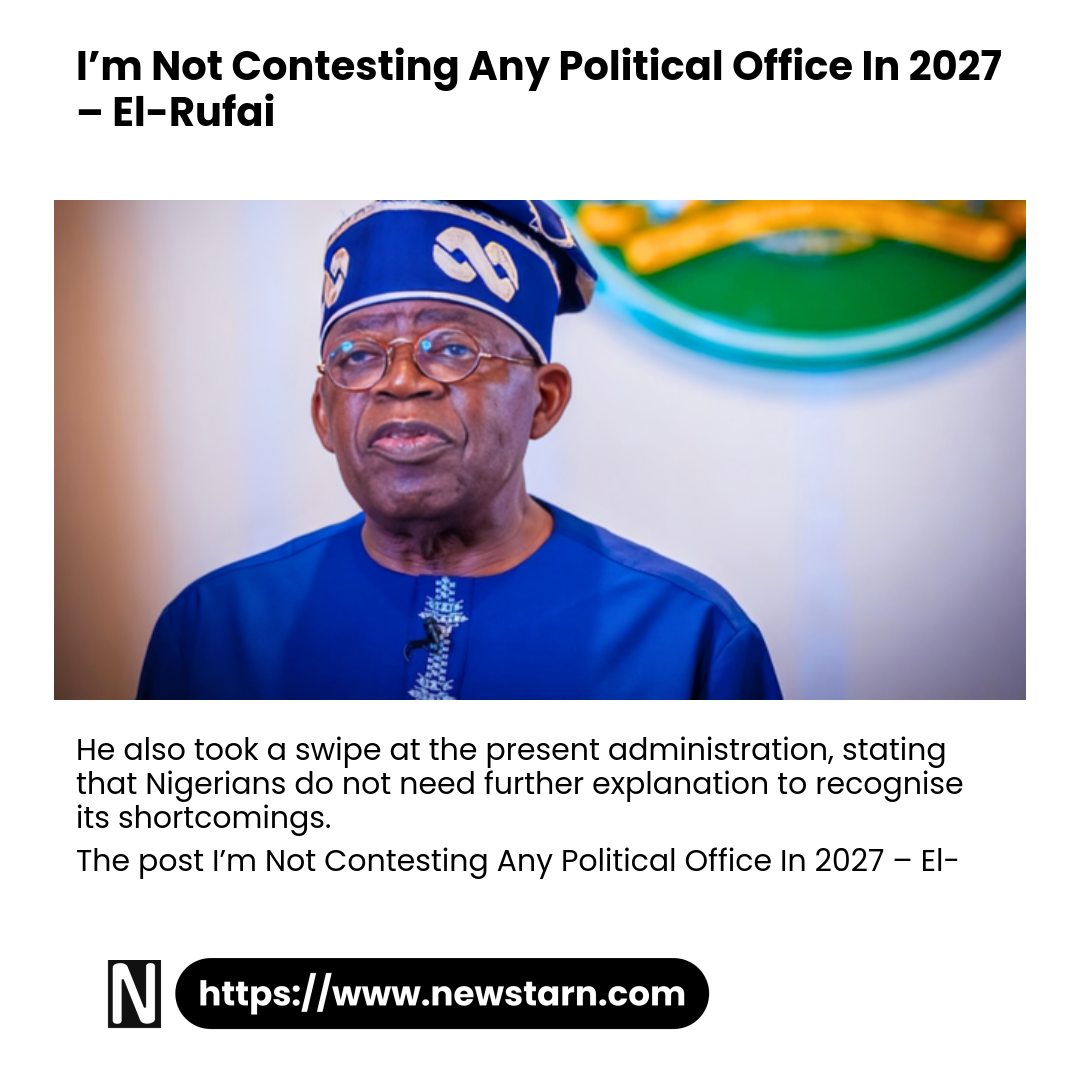 I’m Not Contesting Any Political Office In 2027
– El-Rufai
He also took a swipe at the present administration, stating
that Nigerians do not need further explanation to recognise
its shortcomings.
The post I’m Not Contesting Any Political Office In 2027 – El-
N
https://www.newstarn.com